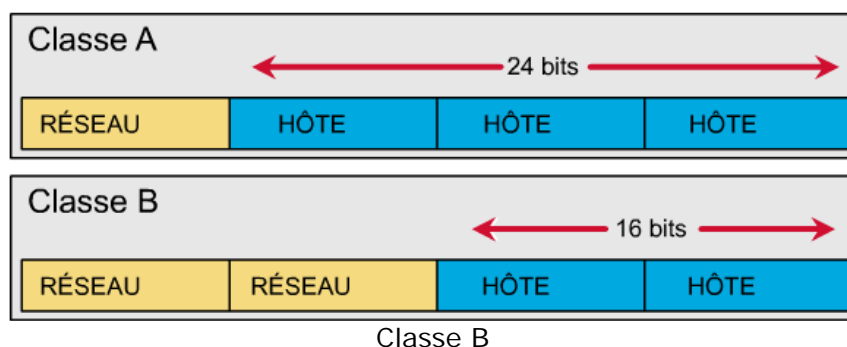 Classe A
24 bits
RÉSEAU HÔTE HÔTE HÔTE
Classe B
16 bits
RÉSEAU RÉSEAU HÔTE HÔTE
Classe B